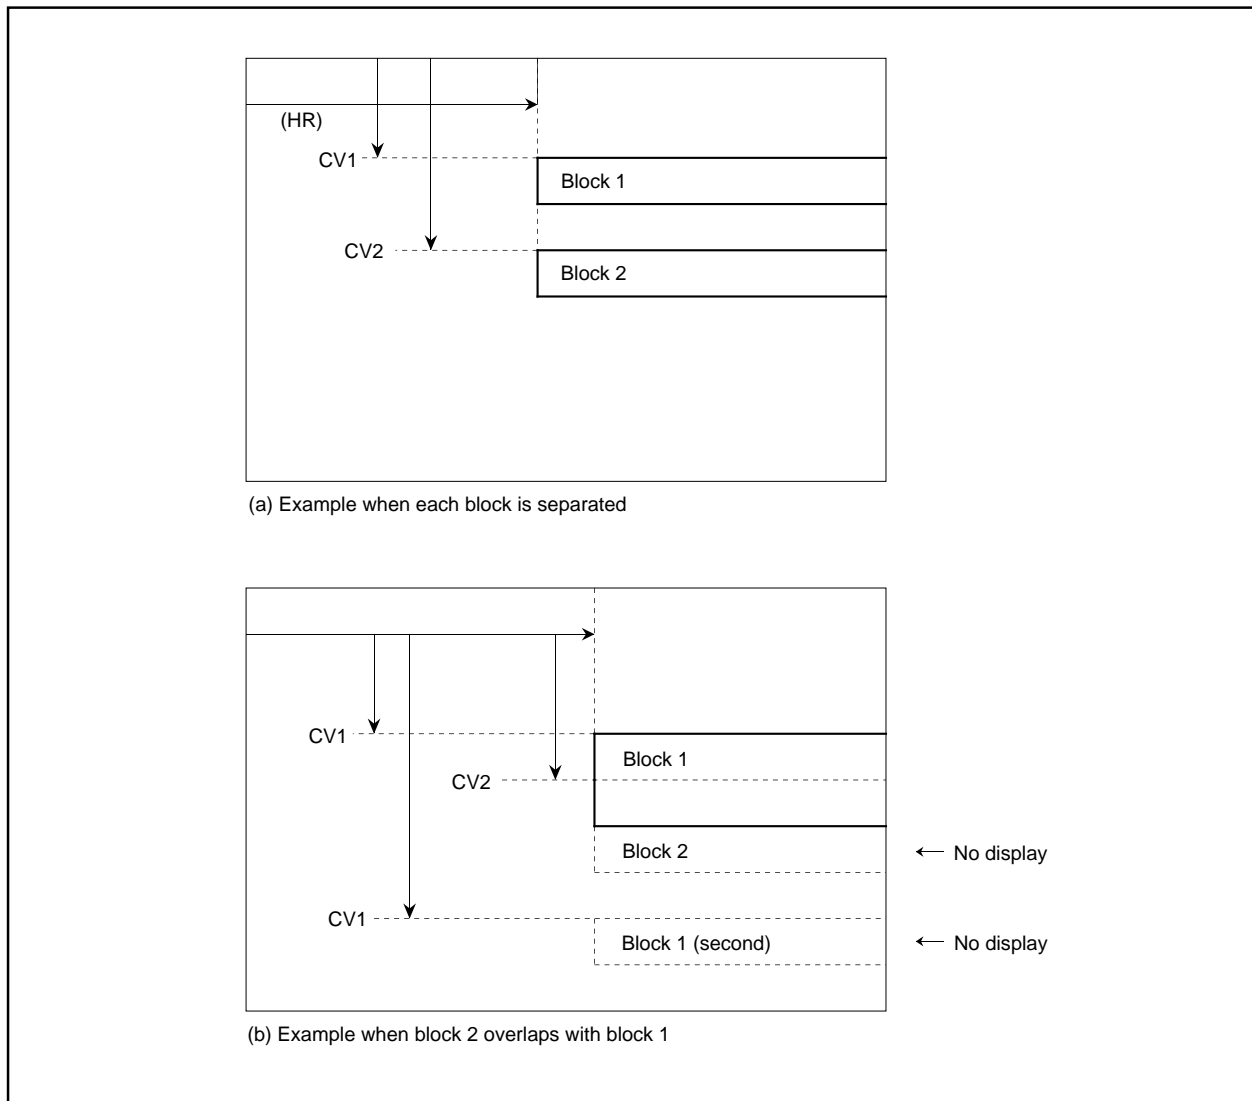 (HR)
CV1
Block 1
CV2
Block 2
(a) Example when each block is separated
CV1
Block 1
CV2
Block 2
No display
CV1
Block 1 (second)
No display
(b) Example when block 2 overlaps with block 1